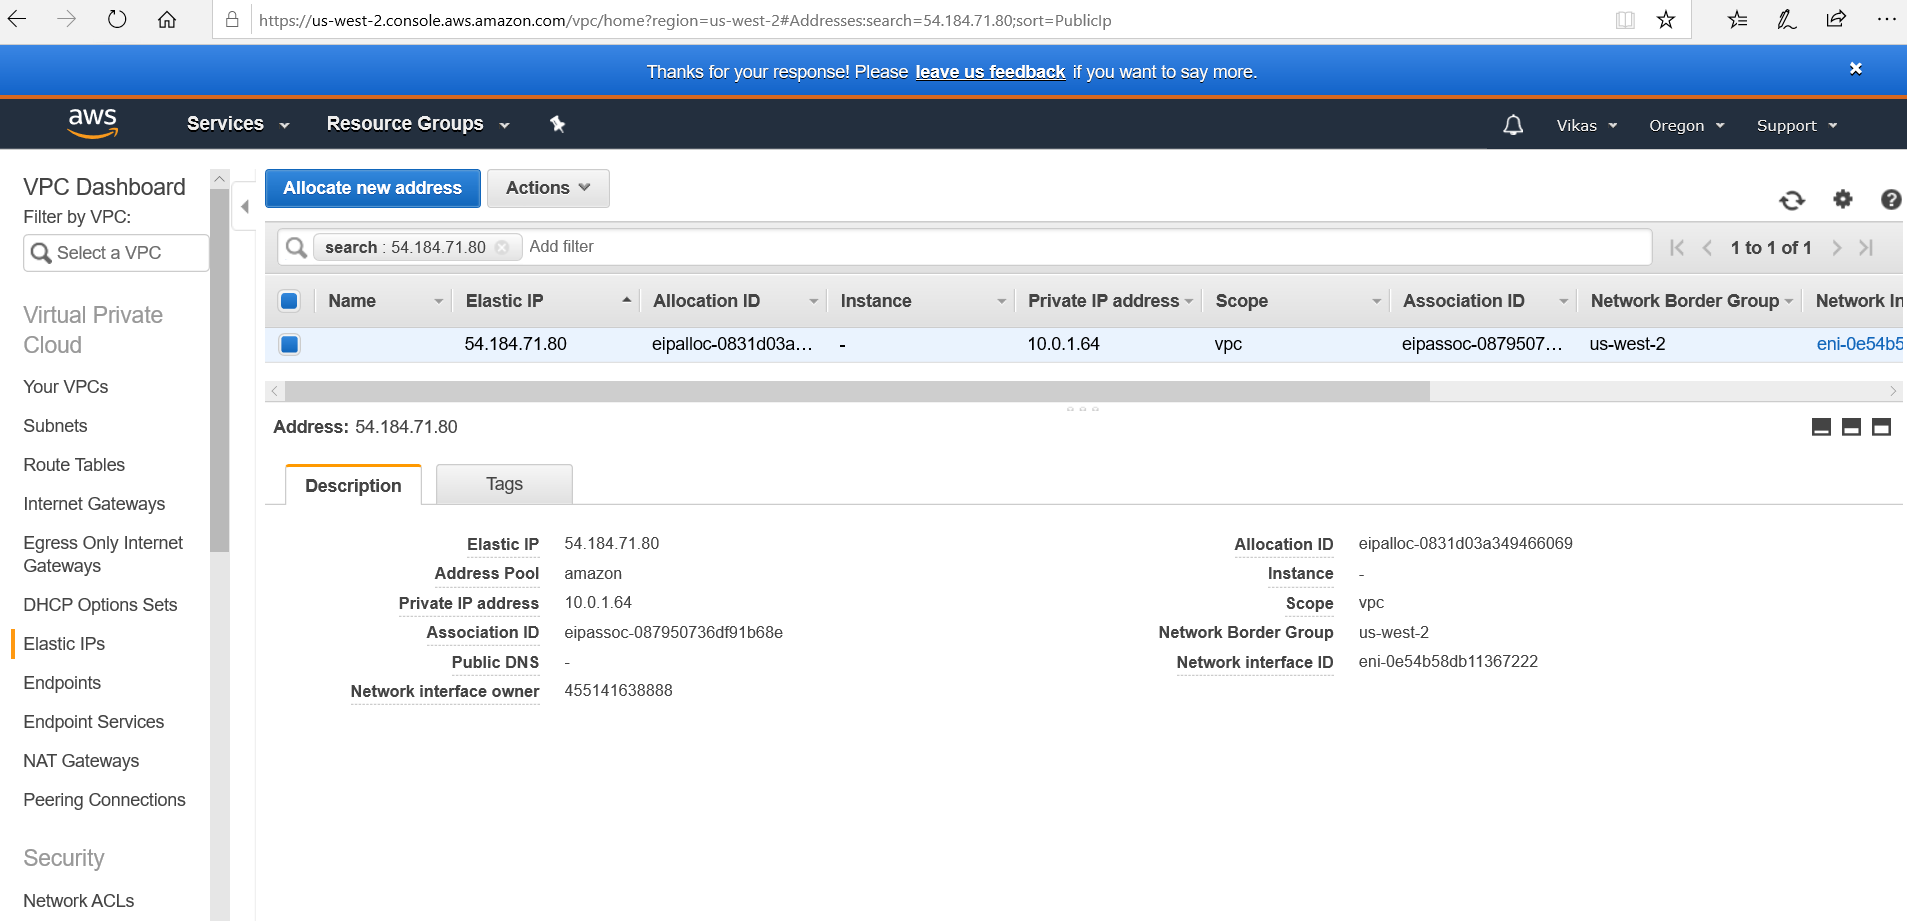 https://us-west-2.console.aws.amazon.com/vpc/home?region=us-west-2#Addresses:search=54.184.71.80;sort=PublicIp
Thanks for your response! Please leave us feedback if you want to say more.
aws Services Resource Groups Vikas Oregon Support
VPC Dashboard
Filter by VPC:
Select a VPC
Virtual Private
Cloud
Your VPCs
Subnets
Route Tables
Internet Gateways
Egress Only Internet
Gateways
DHCP Options Sets
Elastic IPs
Endpoints
Endpoint Services
NAT Gateways
Peering Connections
Security
Network ACLs
Allocate new address Actions
search : 54.184.71.80 Add filter 1 to 1 of 1
Name Elastic IP Allocation ID Instance Private IP address Scope Association ID Network Border Group Network In
54.184.71.80 eipalloc-0831d03a... - 10.0.1.64 vpc eipassoc-0879507... us-west-2 eni-0e54b5
Address: 54.184.71.80
Description Tags
Elastic IP 54.184.71.80
Address Pool amazon
Private IP address 10.0.1.64
Association ID eipassoc-087950736df91b68e
Public DNS -
Network interface owner 455141638888
Allocation ID eipalloc-0831d03a349466069
Instance -
Scope vpc
Network Border Group us-west-2
Network interface ID eni-0e54b58db11367222